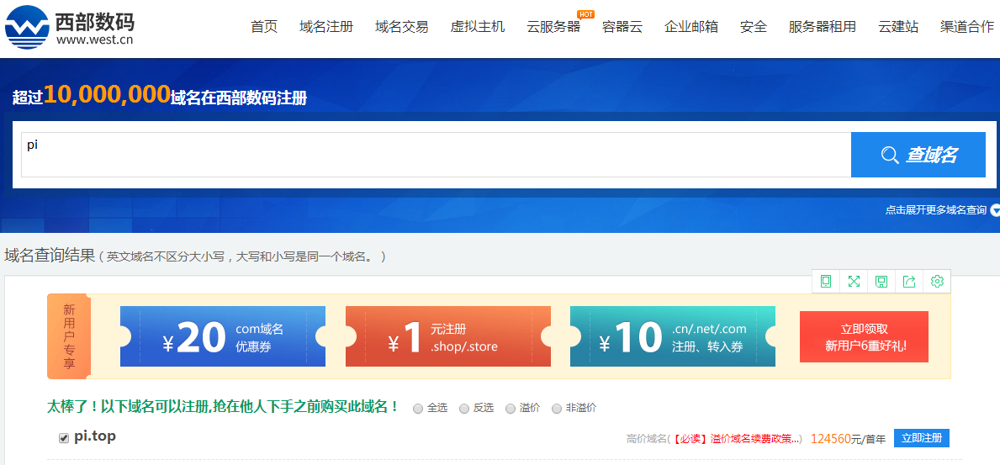 西部数码
www.west.cn
首页 域名注册 域名交易 虚拟主机 云服务器 HOT 容器云 企业邮箱 安全 服务器租用 云建站 渠道合作
超过10,000,000域名在西部数码注册
pi
查域名
点击展开更多域名查询
域名查询结果（英文域名不区分大小写，大写和小写是同一个域名。）
新用户专享
¥20 com域名
优惠券
¥1 元注册
.shop/.store
¥10 .cn/.net/.com
注册、转入券
立即领取
新用户6重好礼!
太棒了！以下域名可以注册,抢在他人下手之前购买此域名！ 全选 反选 溢价 非溢价
pi.top 高价域名(【必读】溢价域名续费政策...) 124560元/首年 立即注册